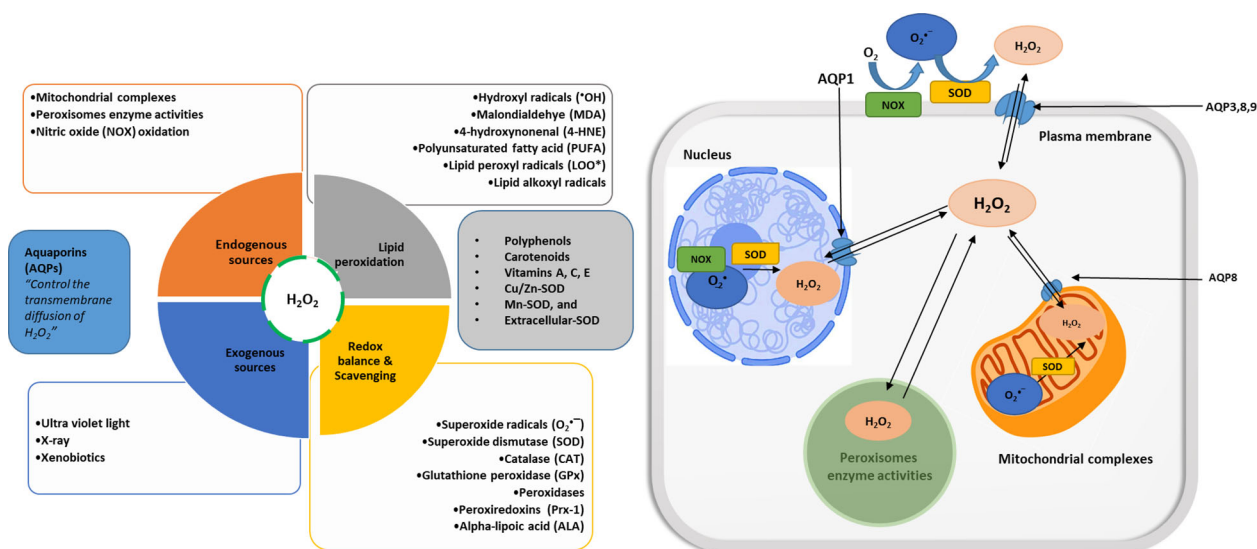 •Mitochondrial complexes
•Peroxisomes enzyme activities
•Nitric oxide (NOX) oxidation
•Hydroxyl radicals (•OH)
•Malondialdehye (MDA)
•4-hydroxynonenal (4-HNE)
•Polyunsaturated fatty acid (PUFA)
•Lipid peroxyl radicals (LOO*)
•Lipid alkoxyl radicals
Aquaporins
(AQPs)
“Control the
transmembrane
diffusion of
H₂O₂”
Endogenous
sources
Lipid
peroxidation
H₂O₂
Exogenous
sources
Redox
balance &
Scavenging
• Polyphenols
• Carotenoids
• Vitamins A, C, E
• Cu/Zn-SOD
• Mn-SOD, and
• Extracellular-SOD
•Ultra violet light
•X-ray
•Xenobiotics
•Superoxide radicals (O₂•−)
•Superoxide dismutase (SOD)
•Catalase (CAT)
•Glutathione peroxidase (GPx)
•Peroxidases
•Peroxiredoxins (Prx-1)
•Alpha-lipoic acid (ALA)
O₂
O₂•−
H₂O₂
NOX
SOD
AQP1
AQP3,8,9
Plasma membrane
Nucleus
NOX
SOD
O₂•
H₂O₂
H₂O₂
AQP8
H₂O₂
SOD
O₂•−
Mitochondrial complexes
H₂O₂
Peroxisomes
enzyme activities